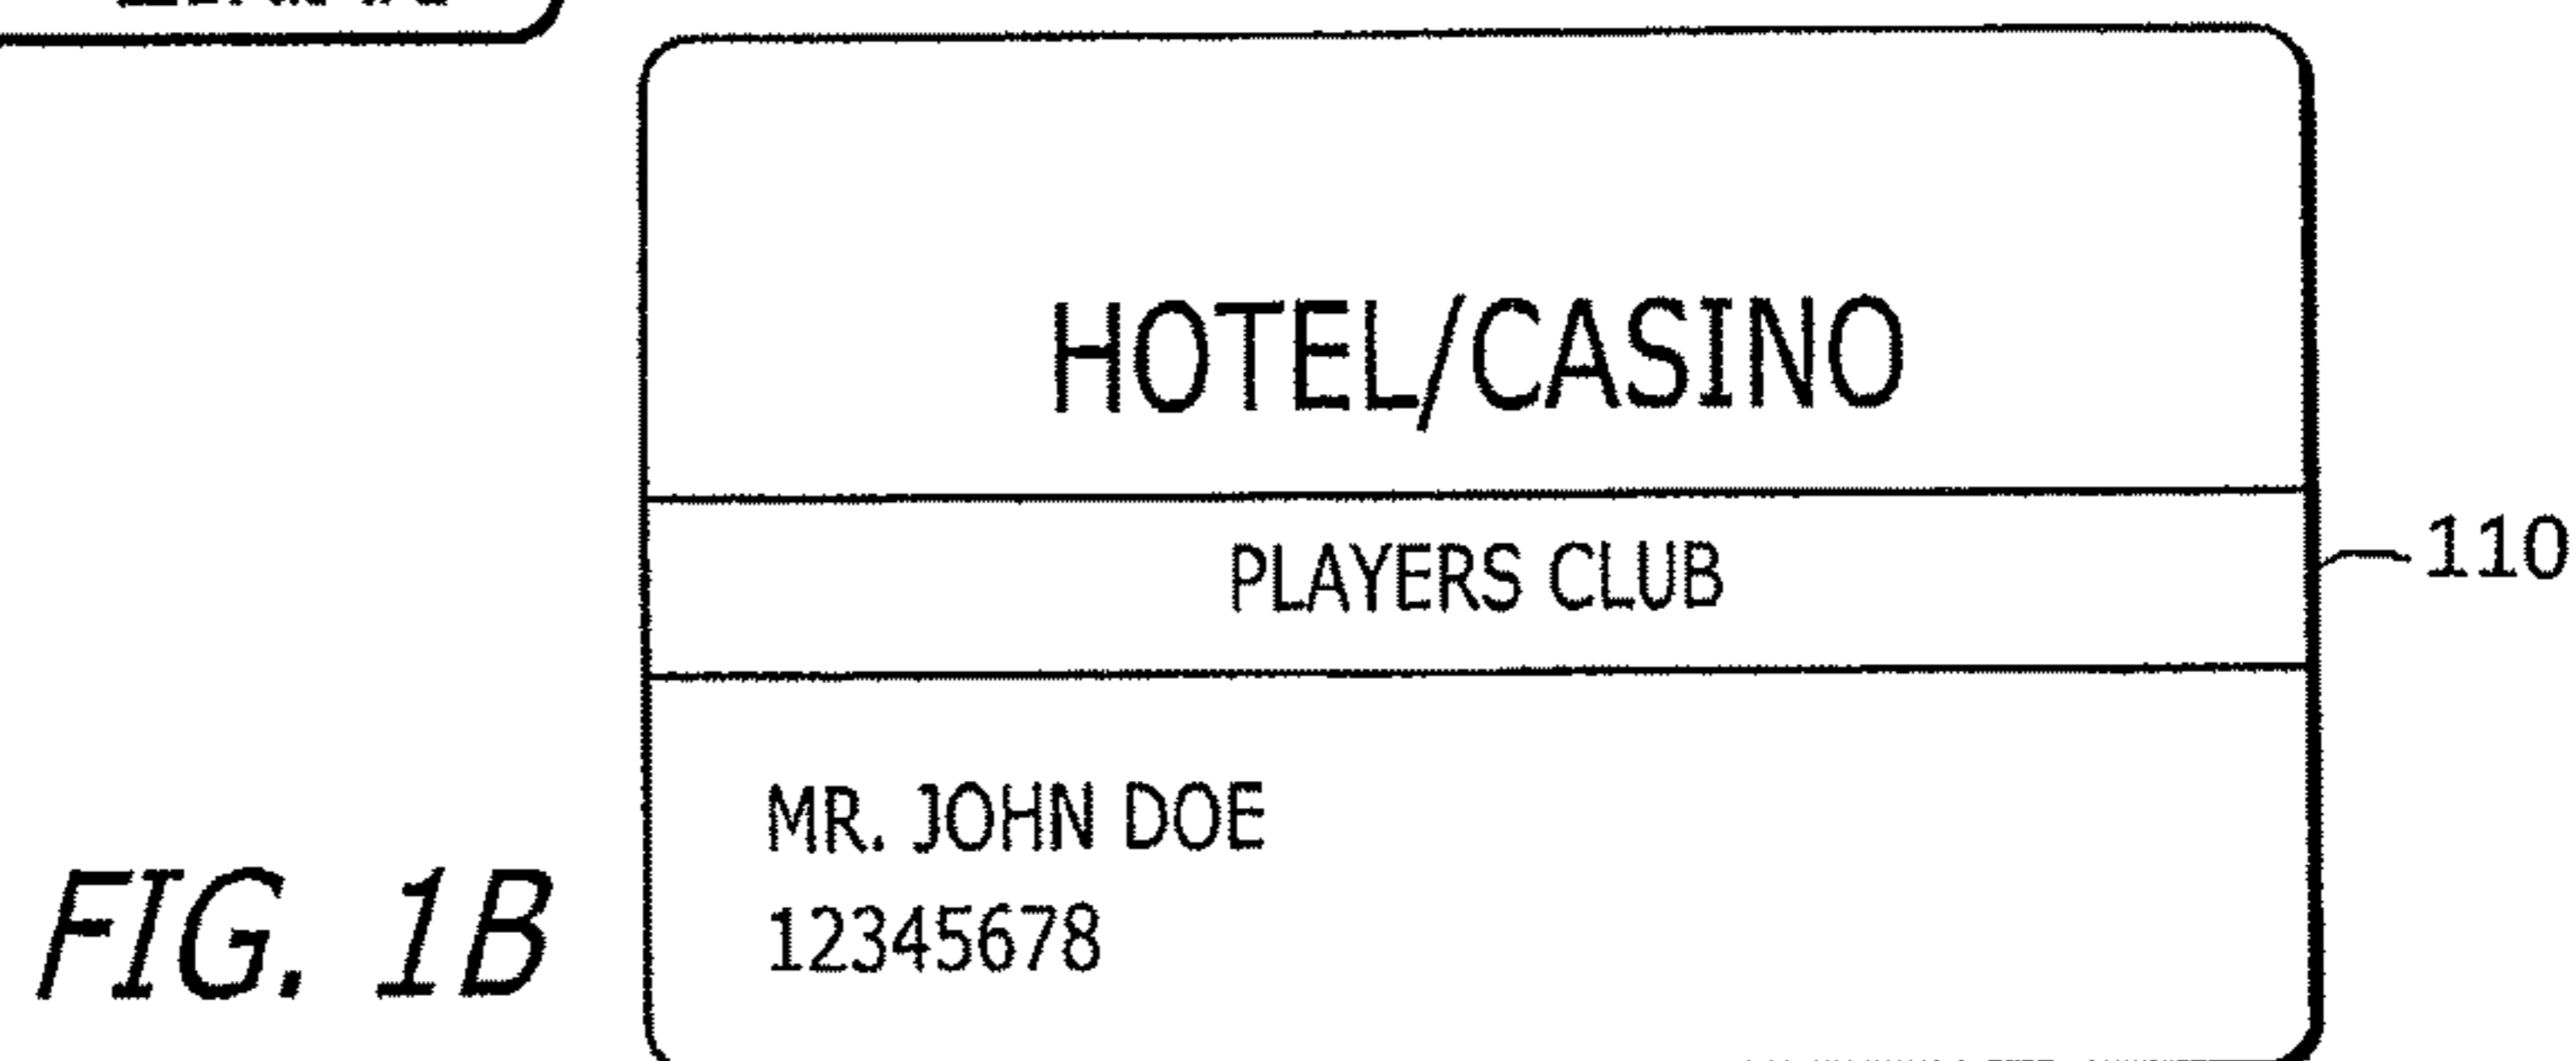 HOTEL/CASINO
PLAYERS CLUB
110
MR. JOHN DOE
12345678
FIG. 1B